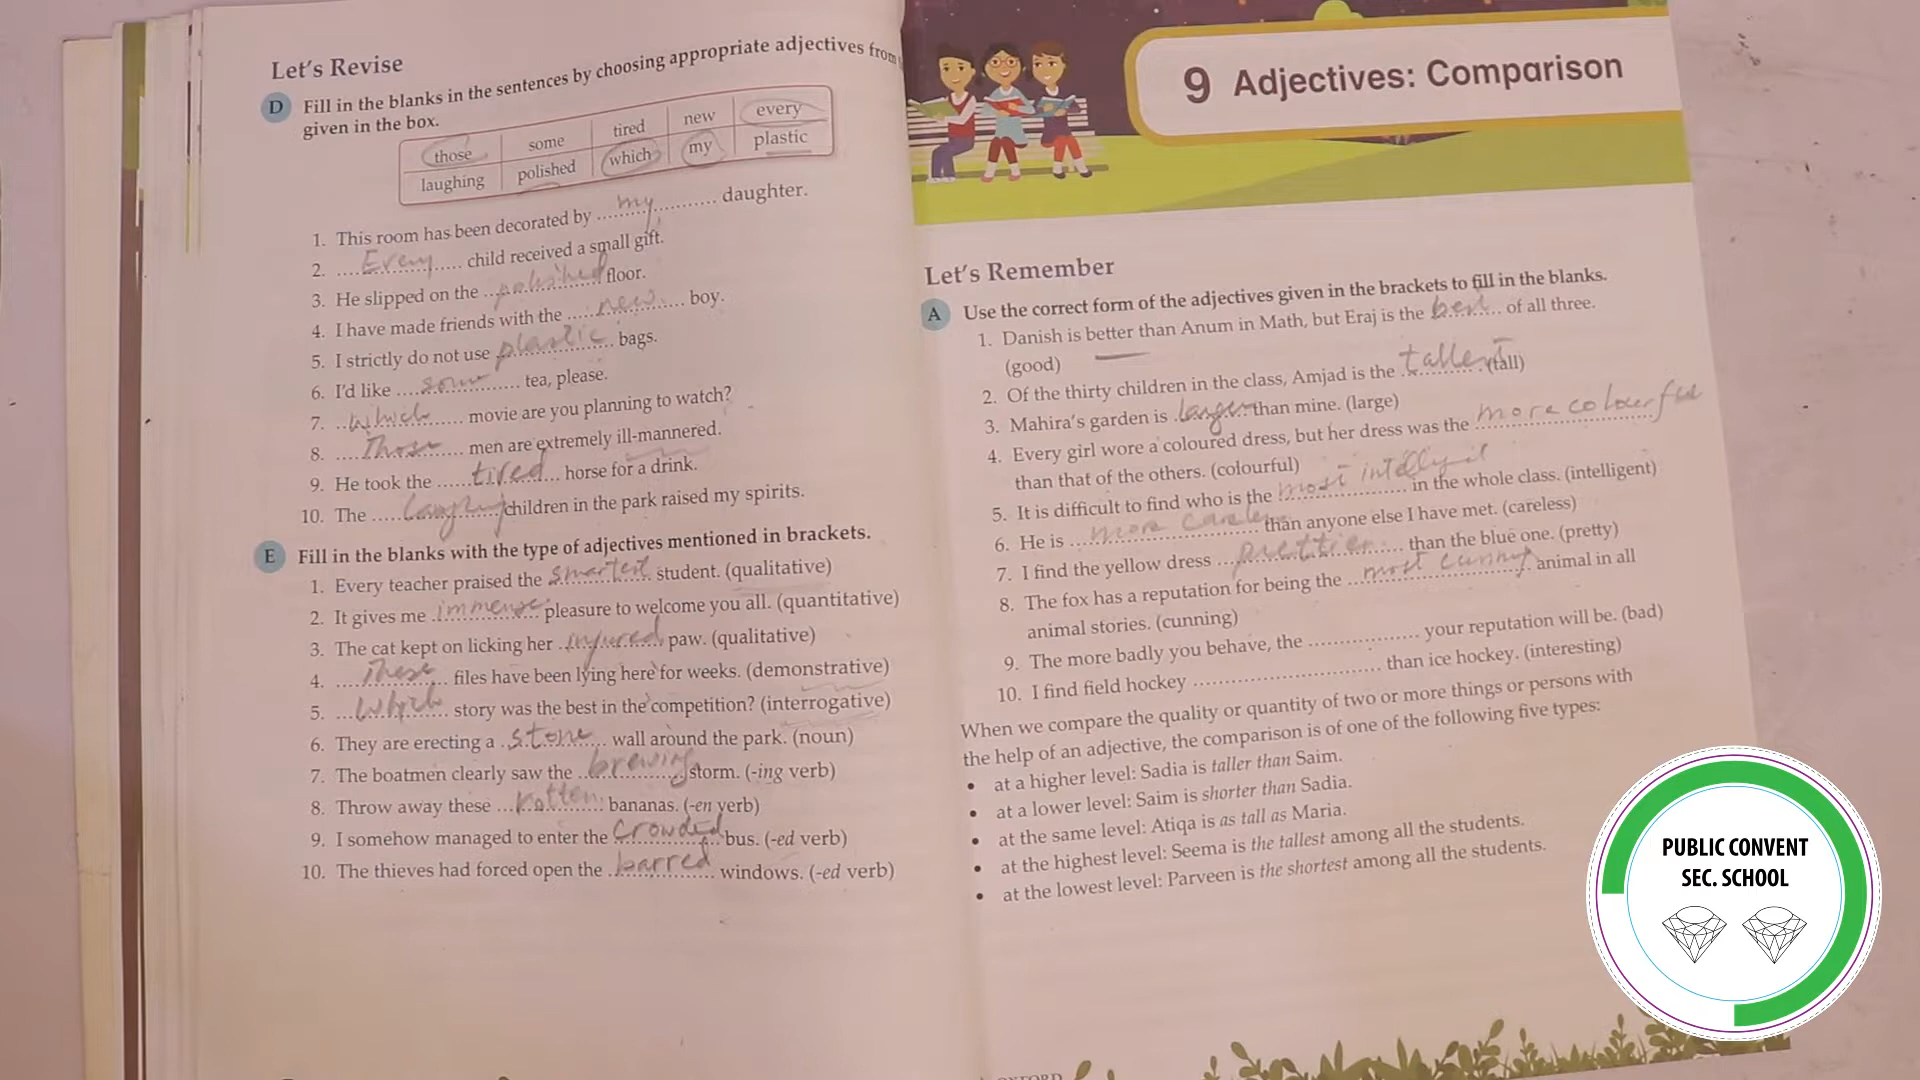 Let's Revise
D Fill in the blanks in the sentences by choosing appropriate adjectives from
given in the box.
those some tired new every
laughing polished which my plastic
1. This room has been decorated by my daughter.
2. Every child received a small gift.
3. He slipped on the polished floor.
4. I have made friends with the new boy.
5. I strictly do not use plastic bags.
6. I'd like some tea, please.
7. which movie are you planning to watch?
8. Those men are extremely ill-mannered.
9. He took the tired horse for a drink.
10. The laughing children in the park raised my spirits.
E Fill in the blanks with the type of adjectives mentioned in brackets.
1. Every teacher praised the smartest student. (qualitative)
2. It gives me immense pleasure to welcome you all. (quantitative)
3. The cat kept on licking her injured paw. (qualitative)
4. These files have been lying here for weeks. (demonstrative)
5. Which story was the best in the competition? (interrogative)
6. They are erecting a stone wall around the park. (noun)
7. The boatmen clearly saw the brewing storm. (-ing verb)
8. Throw away these rotten bananas. (-en verb)
9. I somehow managed to enter the crowded bus. (-ed verb)
10. The thieves had forced open the barred windows. (-ed verb)
9 Adjectives: Comparison
Let's Remember
A Use the correct form of the adjectives given in the brackets to fill in the blanks.
1. Danish is better than Anum in Math, but Eraj is the best of all three.
(good)
2. Of the thirty children in the class, Amjad is the tallest (tall)
3. Mahira's garden is larger than mine. (large)
4. Every girl wore a coloured dress, but her dress was the more colourful
than that of the others. (colourful)
5. It is difficult to find who is the most in the whole class. (intelligent)
6. He is more than anyone else I have met. (careless)
7. I find the yellow dress prettier than the blue one. (pretty)
8. The fox has a reputation for being the most cunning animal in all
animal stories. (cunning)
9. The more badly you behave, the ............ your reputation will be. (bad)
10. I find field hockey ............ than ice hockey. (interesting)
When we compare the quality or quantity of two or more things or persons with
the help of an adjective, the comparison is of one of the following five types:
• at a higher level: Sadia is taller than Saim.
• at a lower level: Saim is shorter than Sadia.
• at the same level: Atiqa is as tall as Maria.
• at the highest level: Seema is the tallest among all the students.
• at the lowest level: Parveen is the shortest among all the students.
PUBLIC CONVENT
SEC. SCHOOL